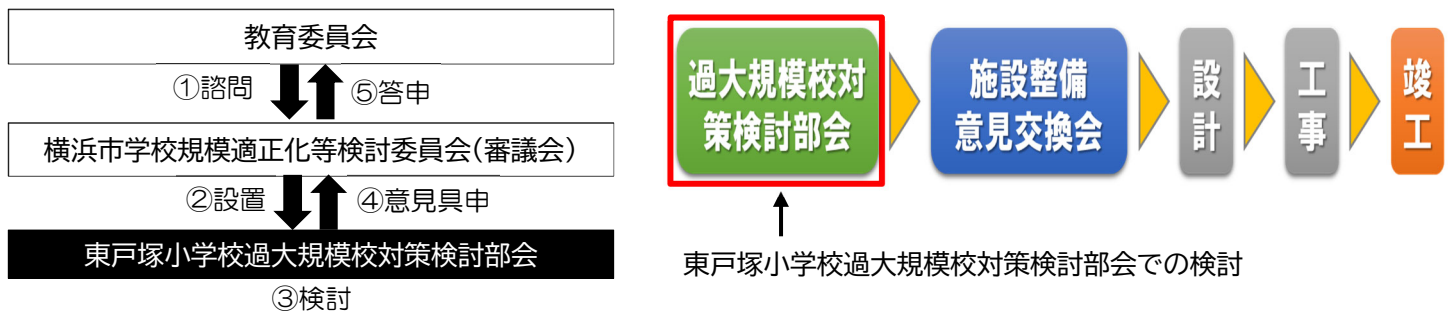 教育委員会
①諮問
⑤答申
横浜市学校規模適正化等検討委員会(審議会)
②設置
④意見具申
東戸塚小学校過大規模校対策検討部会
③検討
過大規模校対
策検討部会
施設整備
意見交換会
設計
工事
竣工
東戸塚小学校過大規模校対策検討部会での検討